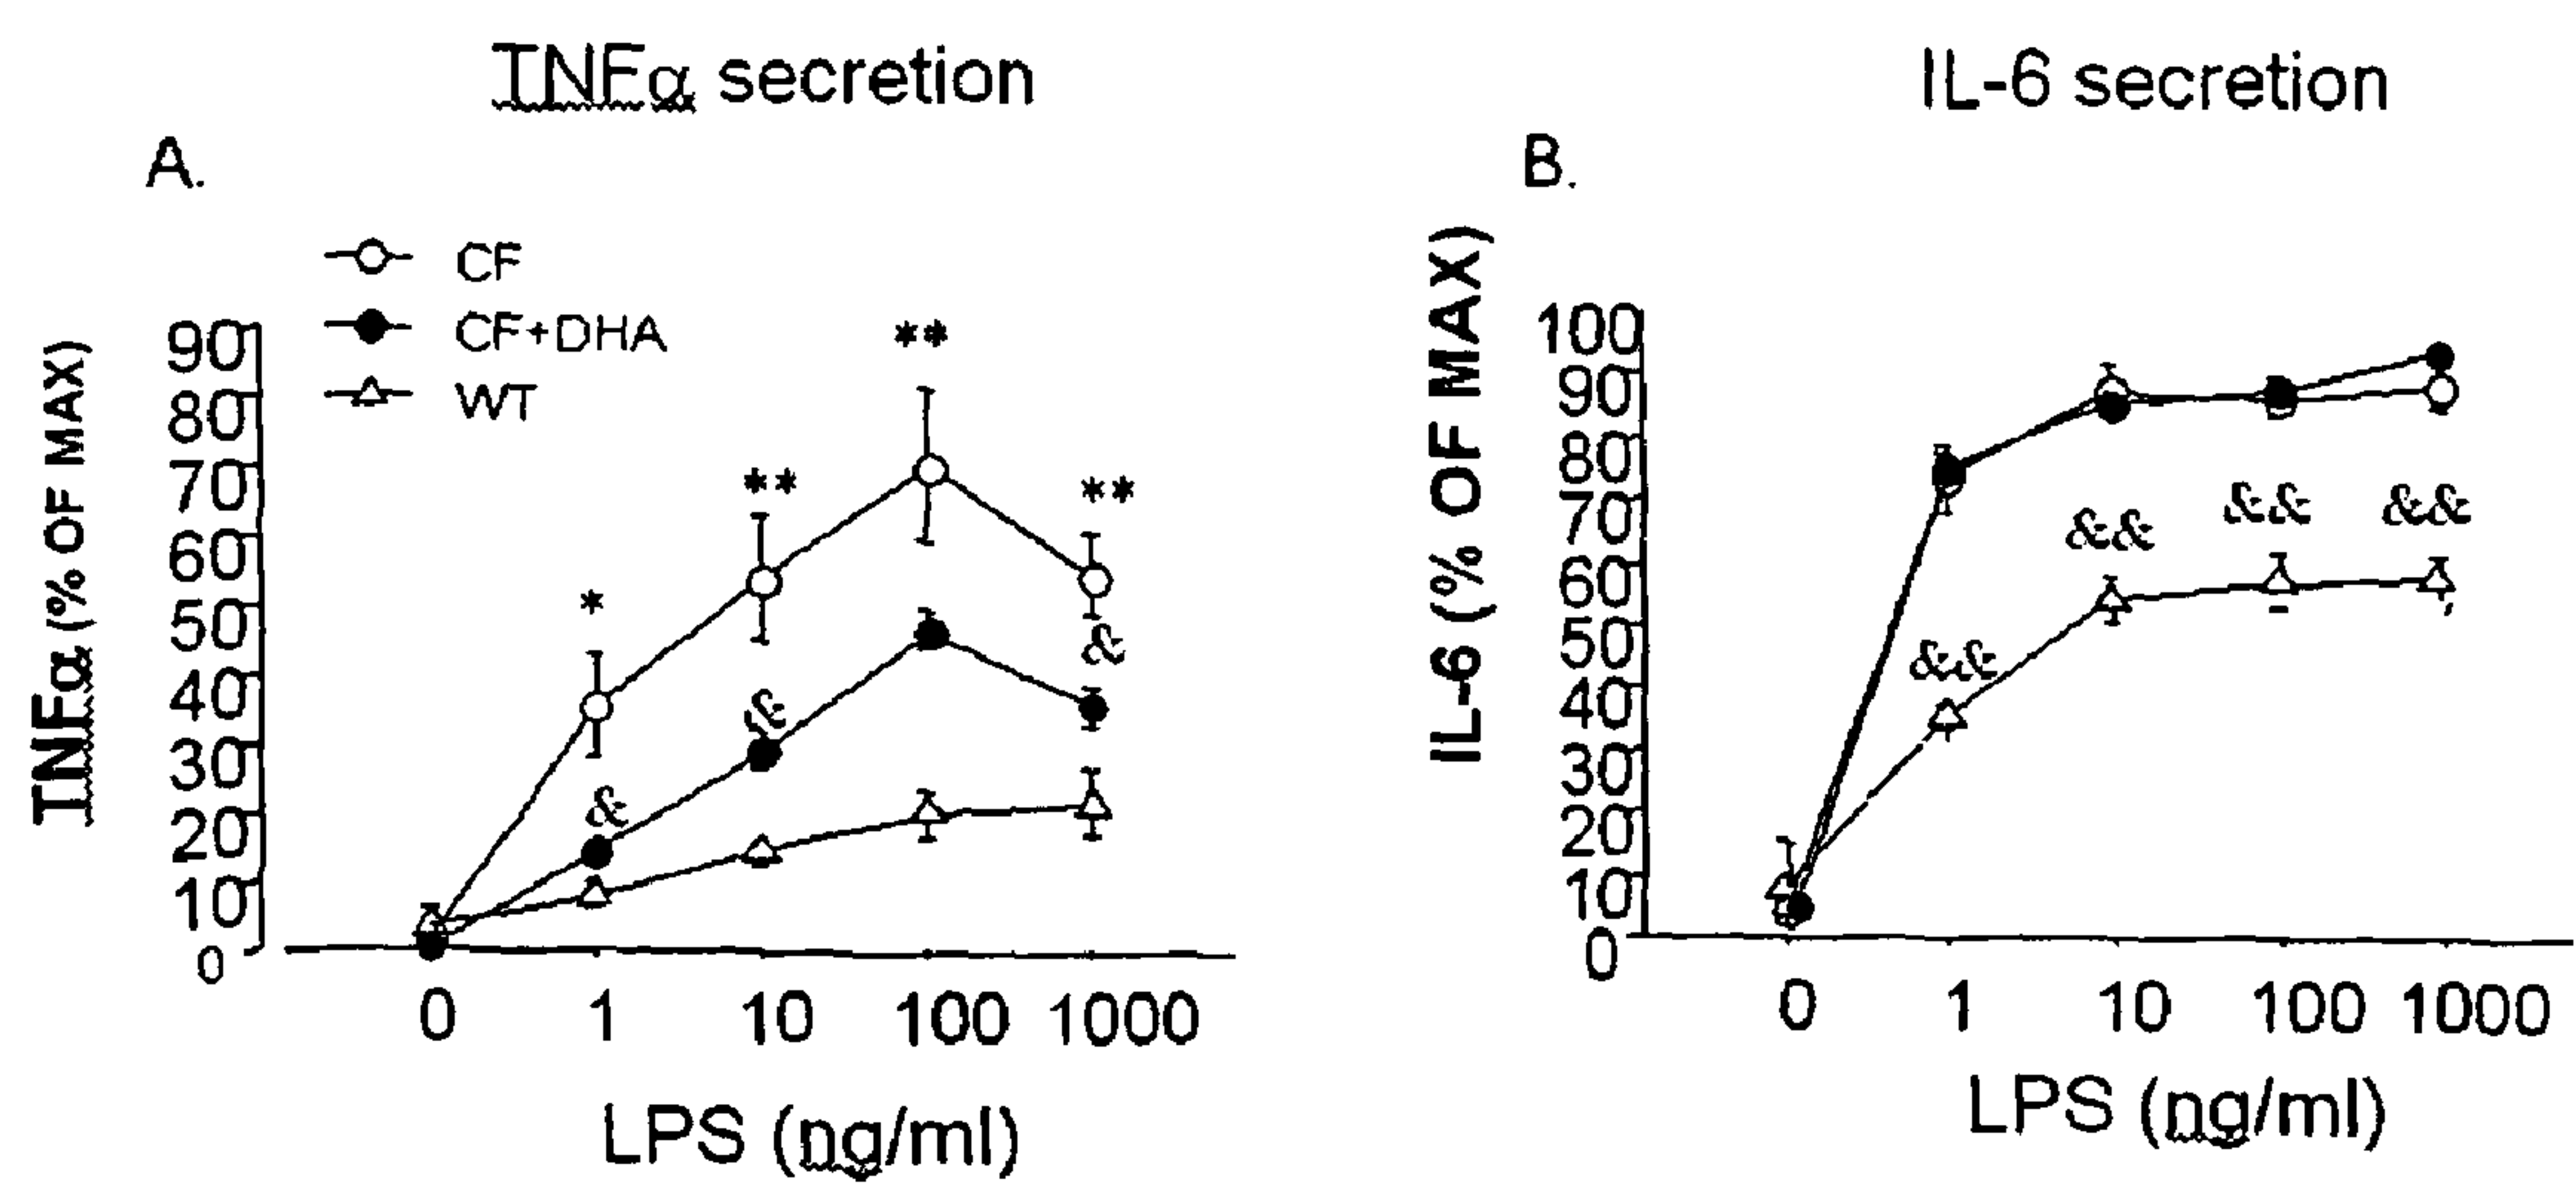 TNFα secretion
A.
CF
CF+DHA
WT
TNFα (% OF MAX)
90
80
70
60
50
40
30
20
10
0
*
**
**
**
&
&
&
0 1 10 100 1000
LPS (ng/ml)
IL-6 secretion
B.
IL-6 (% OF MAX)
100
90
80
70
60
50
40
30
20
10
0
&&
&&
&&
&&
0 1 10 100 1000
LPS (ng/ml)